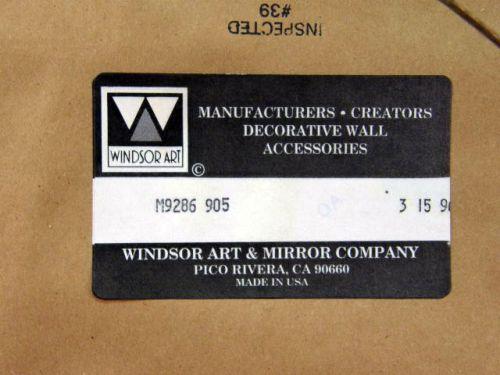 INSPECTED
#39
WINDSOR ART
©
MANUFACTURERS • CREATORS
DECORATIVE WALL
ACCESSORIES
M9286 905
3 15
WINDSOR ART & MIRROR COMPANY
PICO RIVERA, CA 90660
MADE IN USA